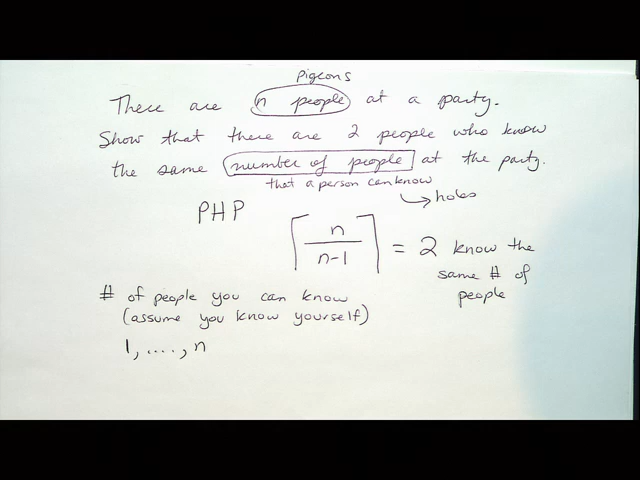 pigeons
There are n people at a party.
Show that there are 2 people who know
the same number of people at the party.
that a person can know
→ holes
PHP
⌈n/(n-1)⌉ = 2 know the
same # of
people
# of people you can know
(assume you know yourself)
1, ...., n